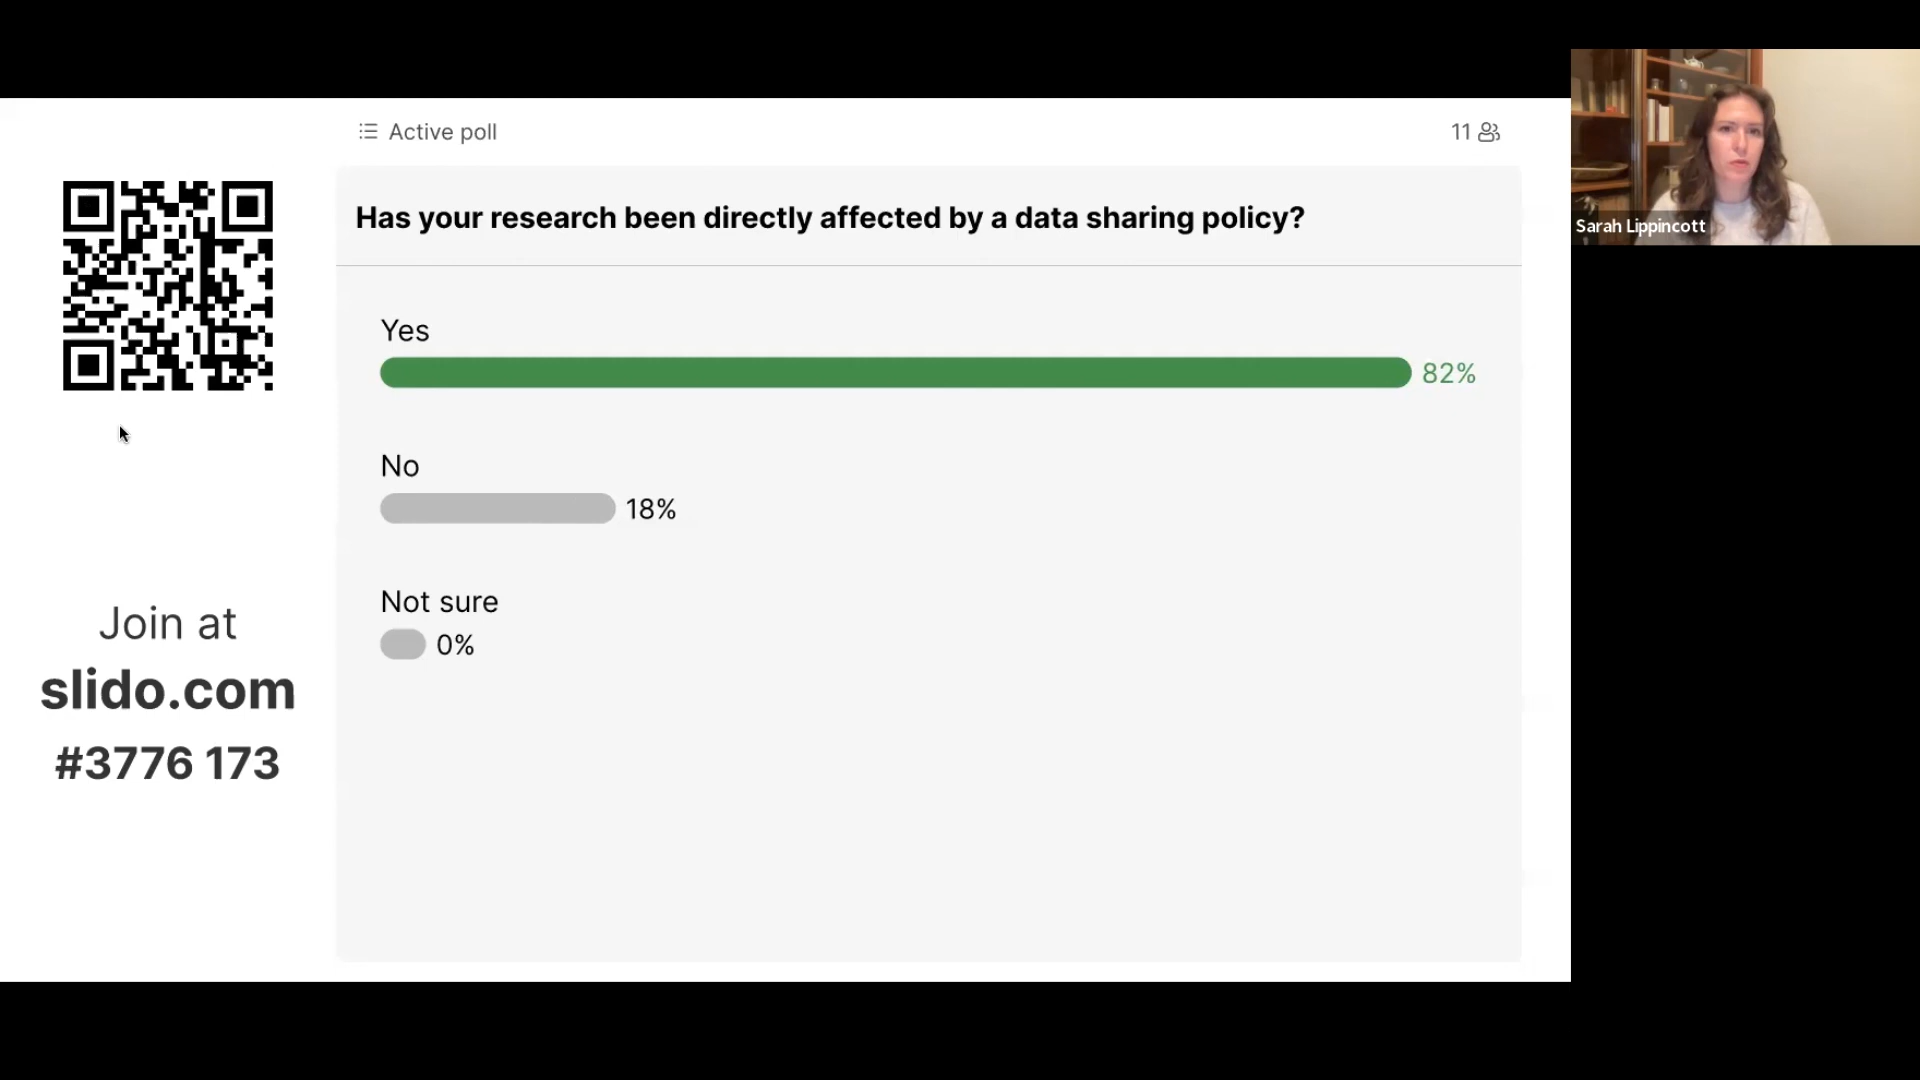 Active poll
11
Has your research been directly affected by a data sharing policy?
Yes
82%
No
18%
Not sure
0%
Join at
slido.com
#3776 173
Sarah Lippincott